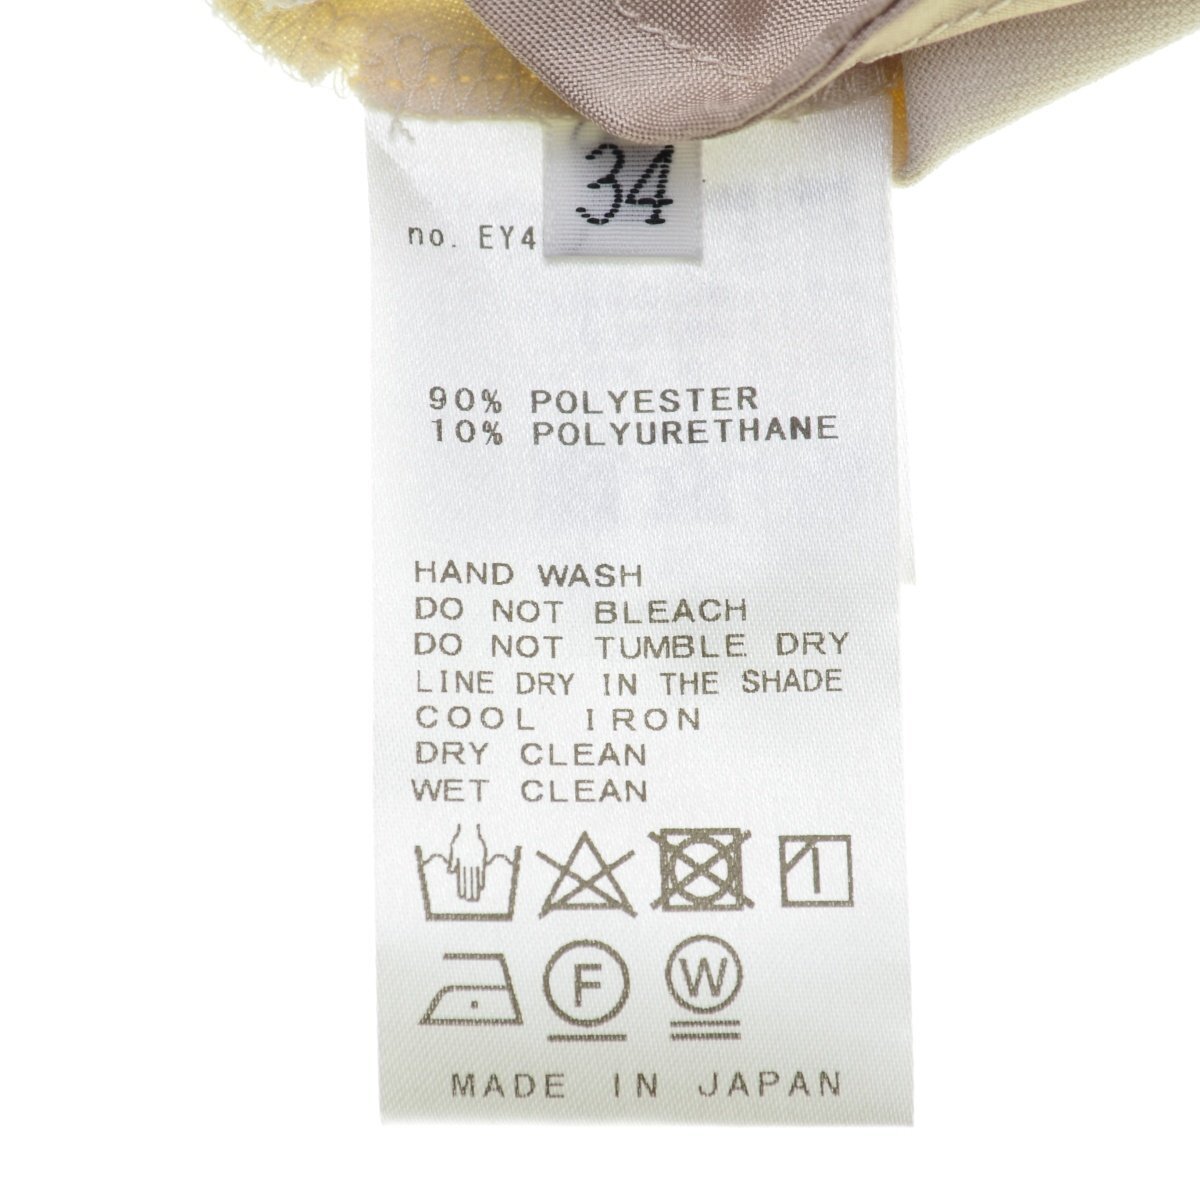 34
no. EY4
90% POLYESTER
10% POLYURETHANE
HAND WASH
DO NOT BLEACH
DO NOT TUMBLE DRY
LINE DRY IN THE SHADE
COOL IRON
DRY CLEAN
WET CLEAN
F W
MADE IN JAPAN